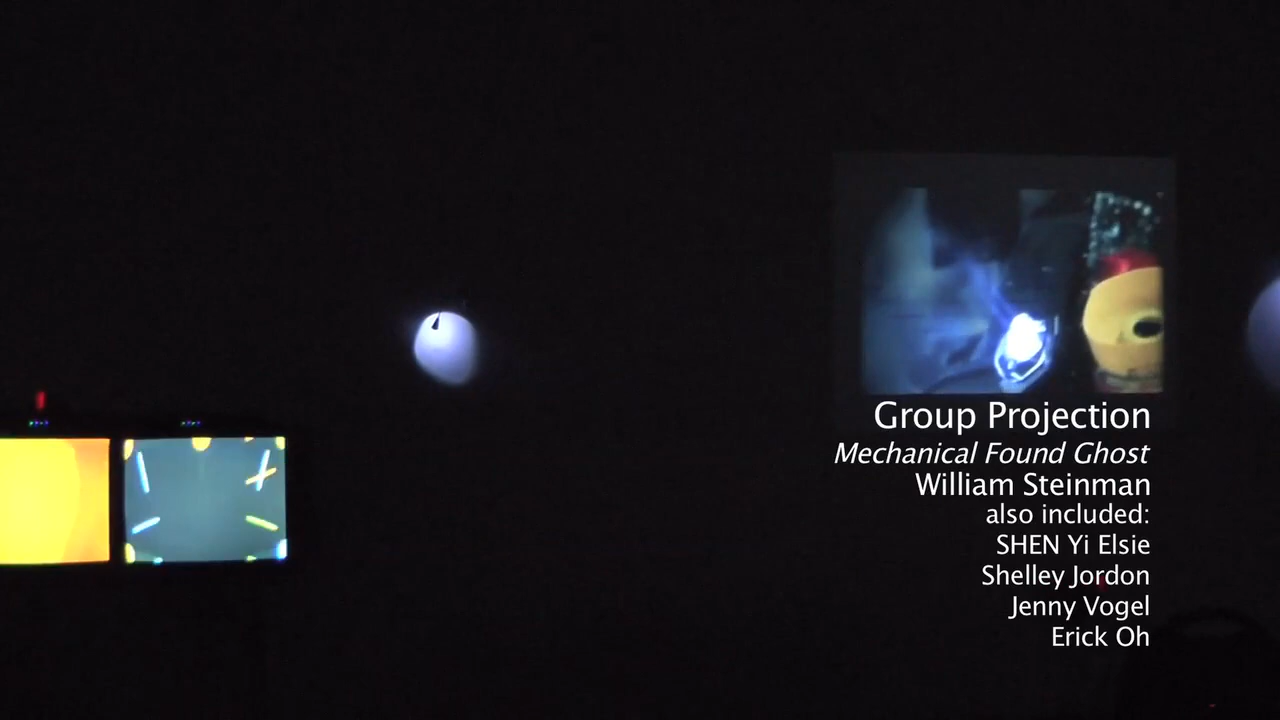 Group Projection
Mechanical Found Ghost
William Steinman
also included:
SHEN Yi Elsie
Shelley Jordon
Jenny Vogel
Erick Oh